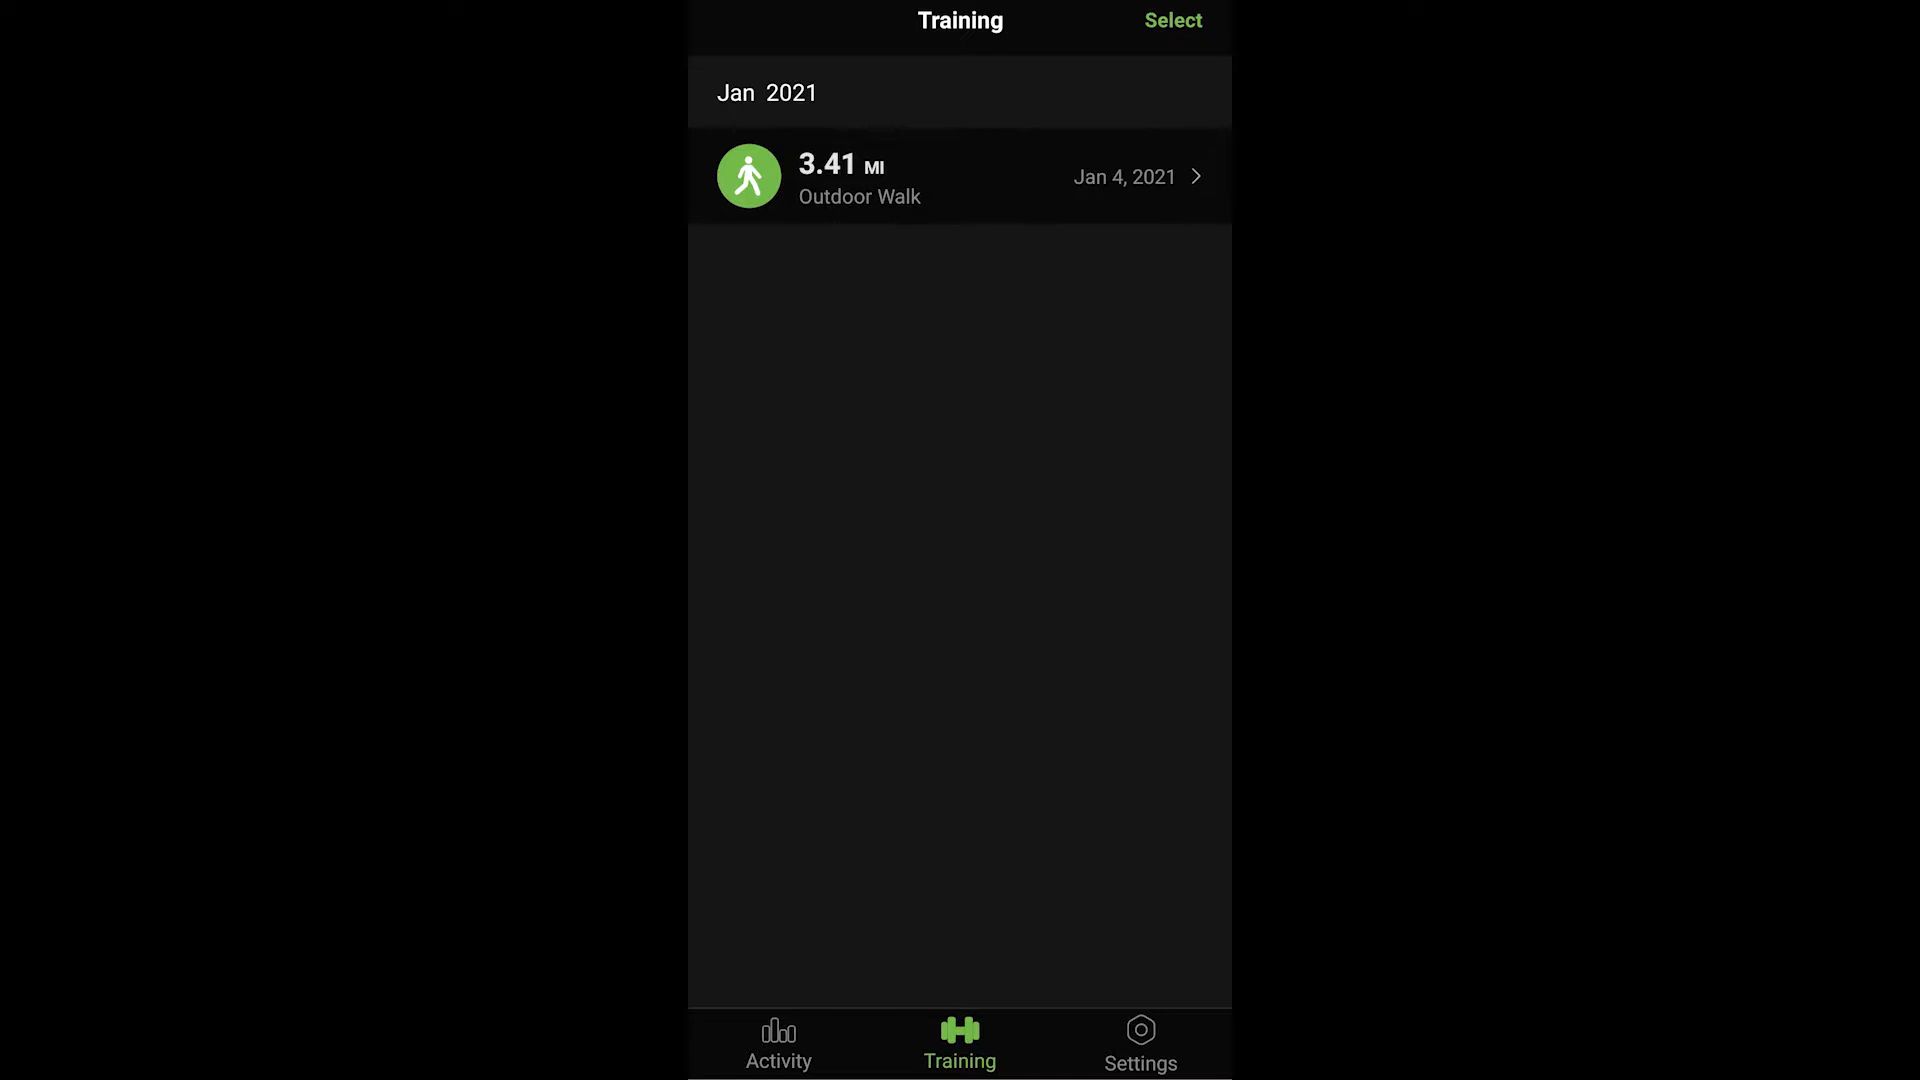 Training Select
Jan 2021
3.41 MI
Outdoor Walk
Jan 4, 2021
Activity Training Settings